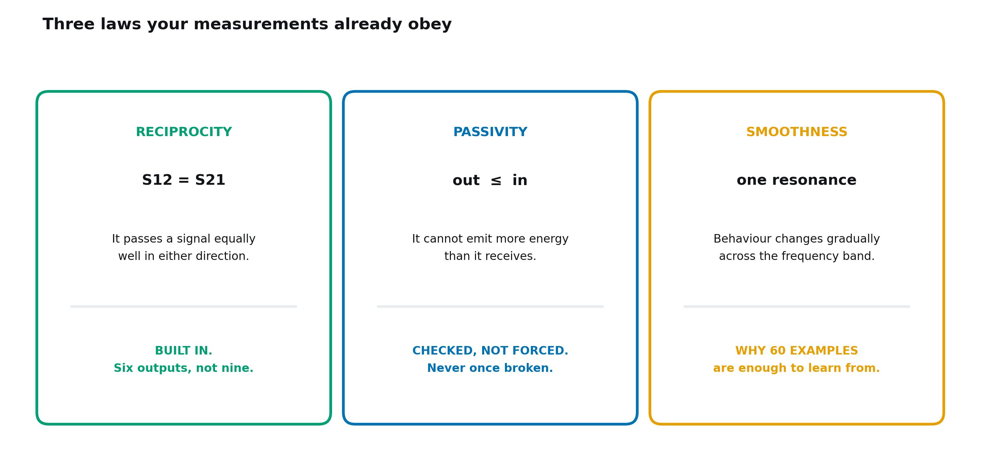 Three laws your measurements already obey
RECIPROCITY
S12 = S21
It passes a signal equally
well in either direction.
BUILT IN.
Six outputs, not nine.
PASSIVITY
out ≤ in
It cannot emit more energy
than it receives.
CHECKED, NOT FORCED.
Never once broken.
SMOOTHNESS
one resonance
Behaviour changes gradually
across the frequency band.
WHY 60 EXAMPLES
are enough to learn from.